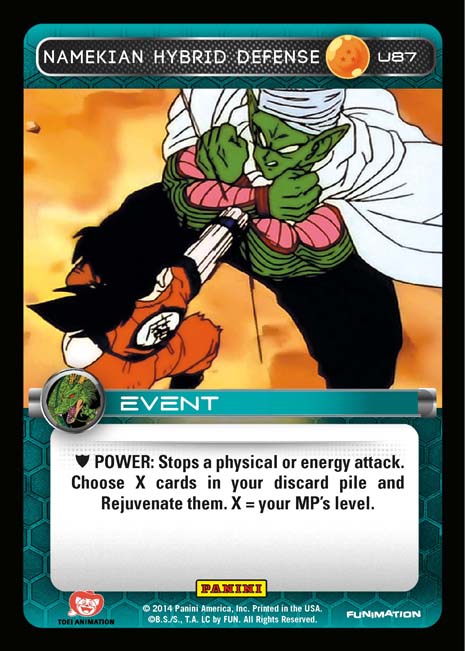 NAMEKIAN HYBRID DEFENSE U87
EVENT
POWER: Stops a physical or energy attack.
Choose X cards in your discard pile and
Rejuvenate them. X = your MP's level.
PANINI
TOEI ANIMATION
© 2014 Panini America, Inc. Printed in the USA.
©B.S./S., T.A. LC by FUN. All Rights Reserved.
FUNIMATION